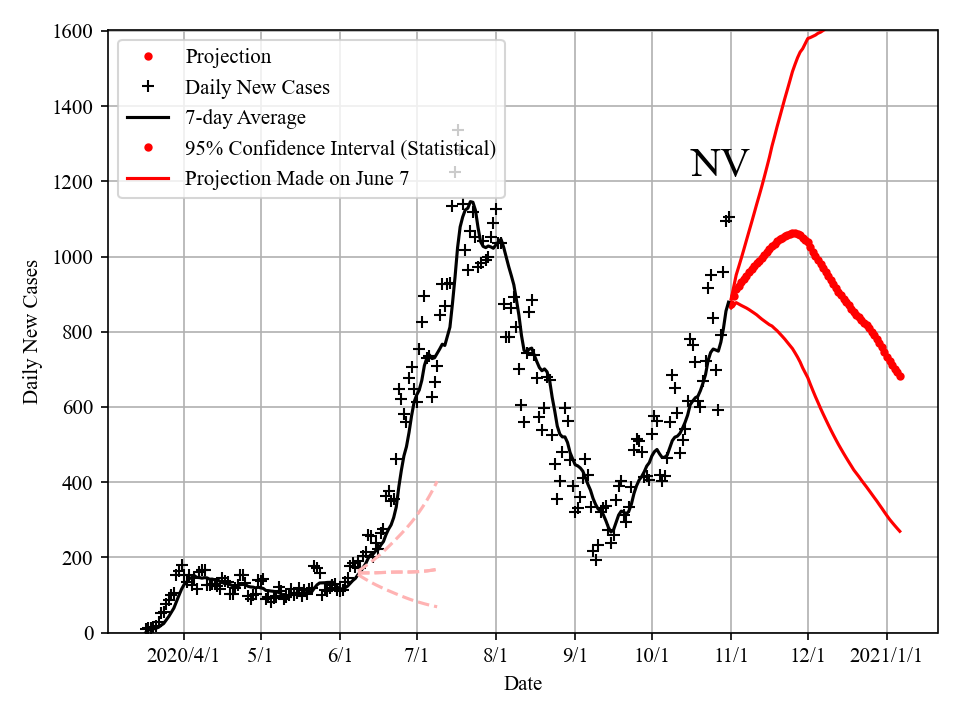 1600
1400
1200
1000
800
600
400
200
0
Daily New Cases
Projection
Daily New Cases
7-day Average
95% Confidence Interval (Statistical)
Projection Made on June 7
NV
2020/4/1 5/1 6/1 7/1 8/1 9/1 10/1 11/1 12/1 2021/1/1
Date